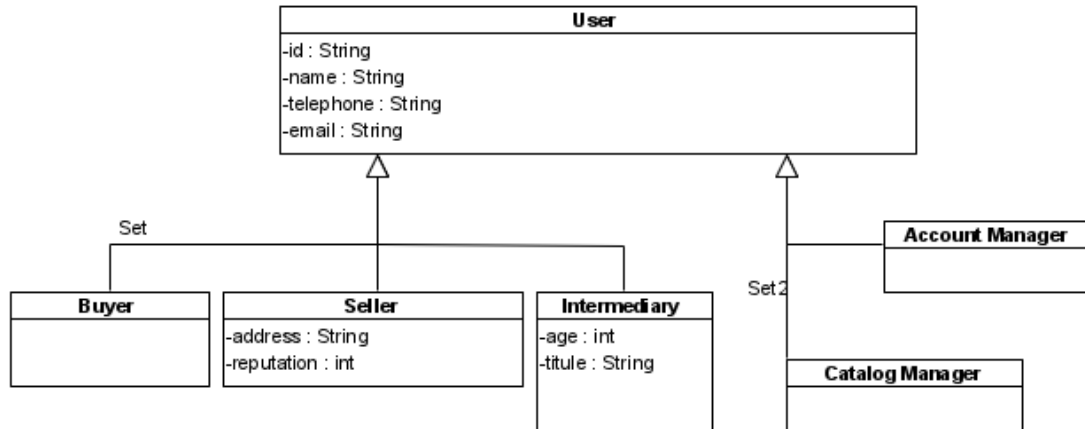 User
-id : String
-name : String
-telephone : String
-email : String
Set
Account Manager
Buyer
Seller
-address : String
-reputation : int
Intermediary
-age : int
-titule : String
Set2
Catalog Manager